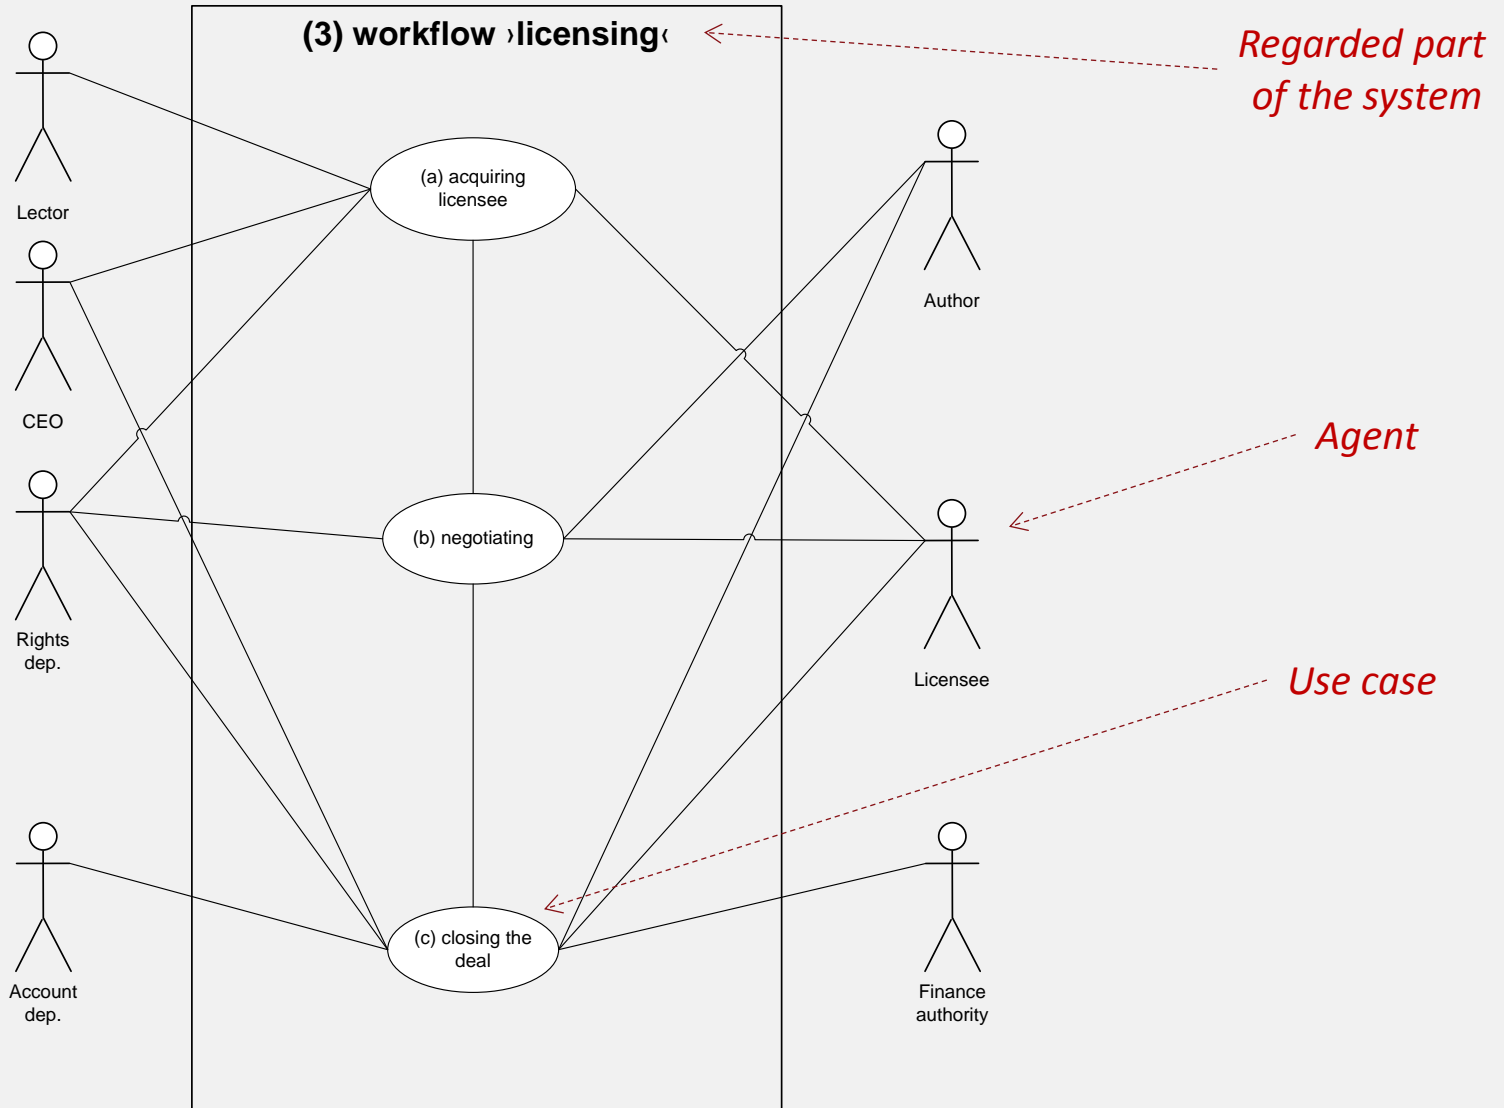 (3) workflow ›licensing‹
Regarded part
of the system
Lector
(a) acquiring
licensee
Author
CEO
Agent
(b) negotiating
Rights
dep.
Licensee
Use case
(c) closing the
deal
Account
dep.
Finance
authority